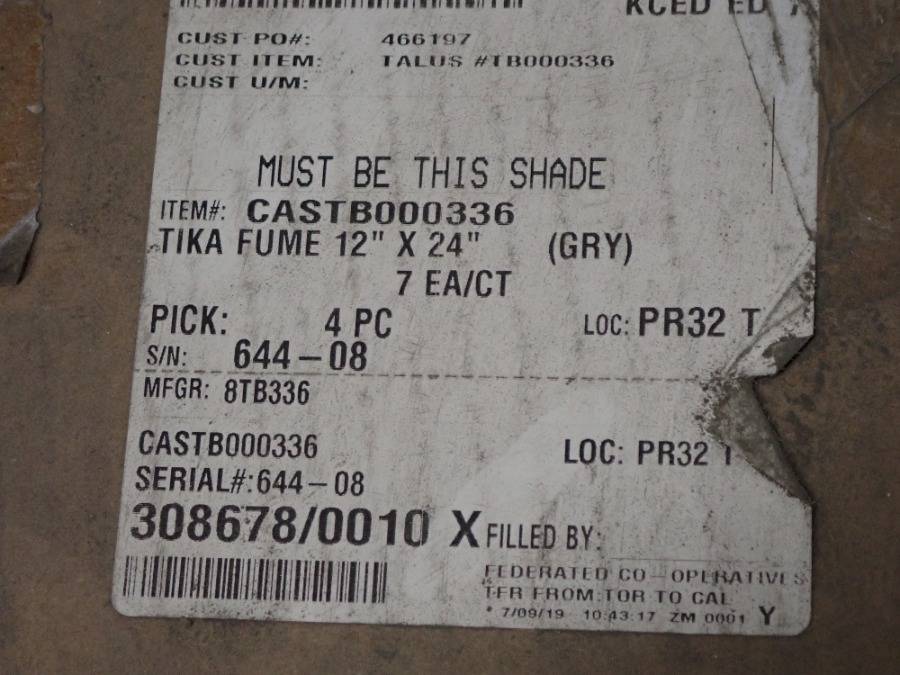 KCED ED
CUST PO#: 466197
CUST ITEM: TALUS #TB000336
CUST U/M:
MUST BE THIS SHADE
ITEM#: CASTB000336
TIKA FUME 12" X 24" (GRY)
7 EA/CT
PICK: 4 PC LOC: PR32 T
S/N: 644-08
MFGR: 8TB336
CASTB000336 LOC: PR32
SERIAL#:644-08
308678/0010 X FILLED BY:
FEDERATED CO-OPERATIVES
TFR FROM:TOR TO CAL
* 7/09/19 10:43:17 ZM 0001 Y